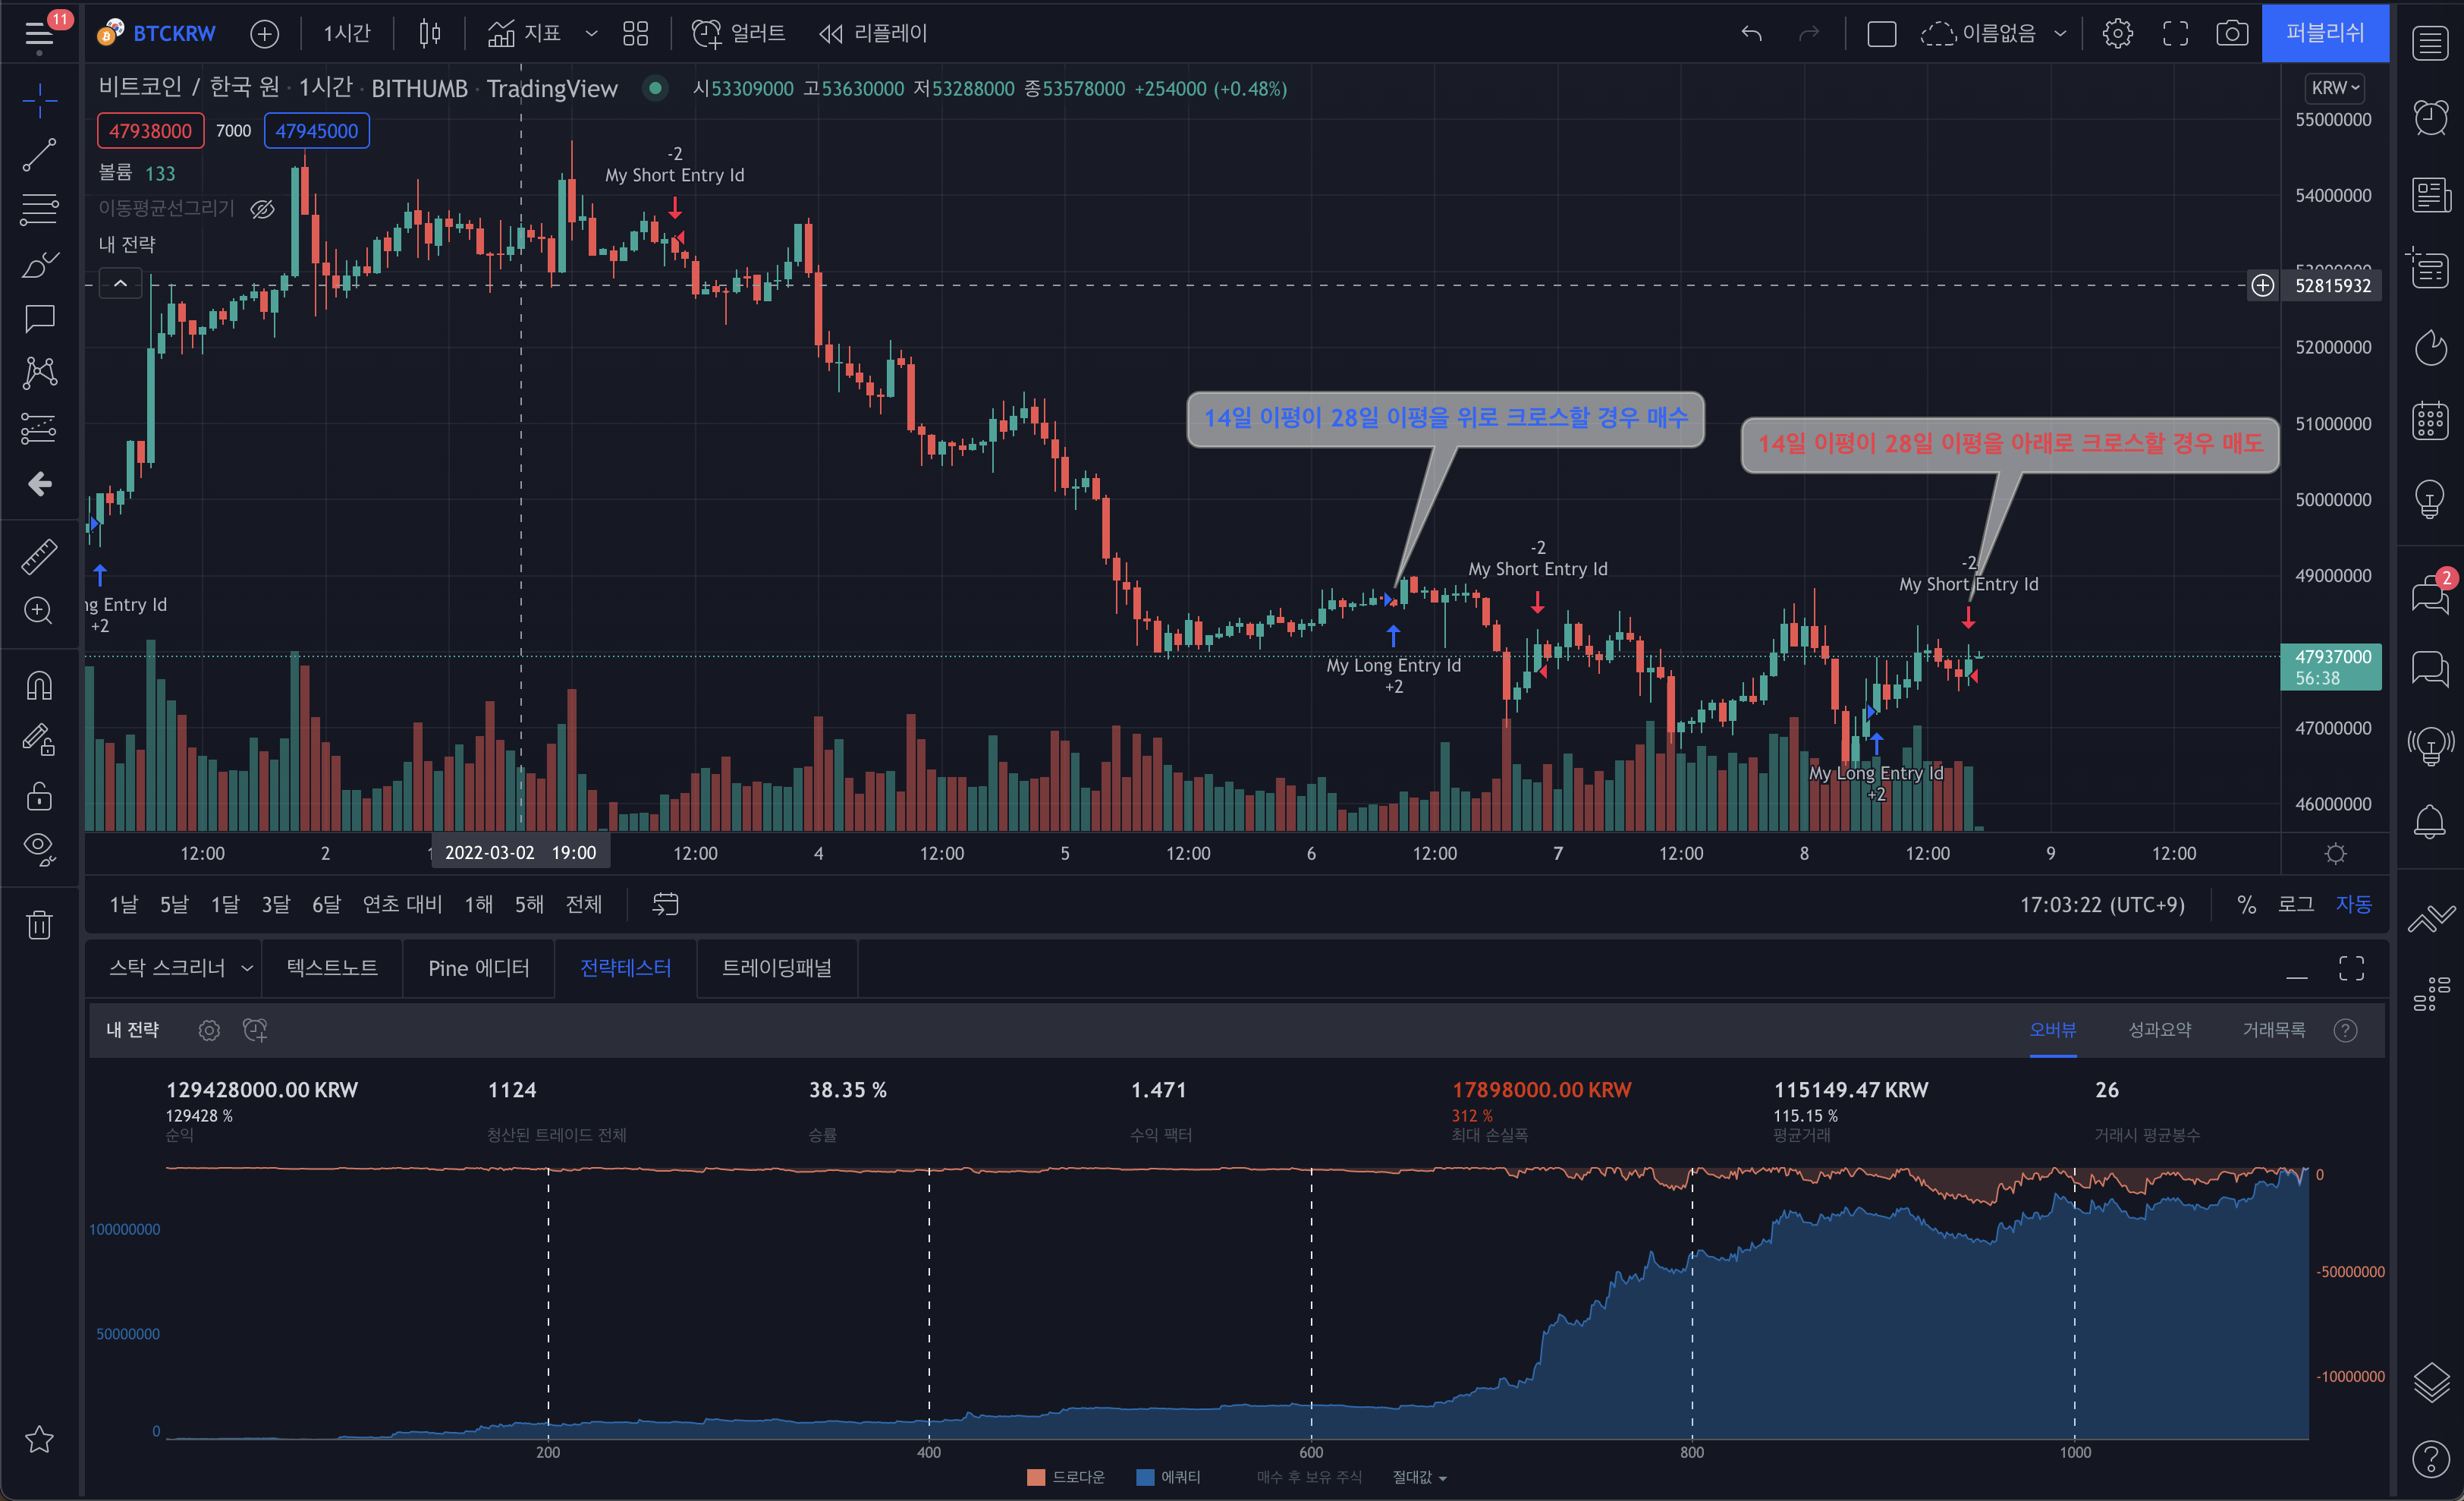 11
BTCKRW
1시간
지표
얼러트
리플레이
이름없음
퍼블리쉬
비트코인 / 한국 원 · 1시간 · BITHUMB · TradingView
시53309000 고53630000 저53288000 종53578000 +254000 (+0.48%)
KRW
47938000 7000 47945000
볼륨 133
이동평균선그리기
내 전략
-2
My Short Entry Id
55000000
54000000
52815932
52000000
51000000
50000000
49000000
47937000
56:38
47000000
46000000
14일 이평이 28일 이평을 위로 크로스할 경우 매수
14일 이평이 28일 이평을 아래로 크로스할 경우 매도
-2
My Short Entry Id
-2
My Short Entry Id
ng Entry Id
+2
My Long Entry Id
+2
My Long Entry Id
+2
2
12:00 2 2022-03-02 19:00 12:00 4 12:00 5 12:00 6 12:00 7 12:00 8 12:00 9 12:00
1날 5날 1달 3달 6달 연초 대비 1해 5해 전체
17:03:22 (UTC+9) % 로그 자동
스탁 스크리너 텍스트노트 Pine 에디터 전략테스터 트레이딩패널
내 전략
오버뷰 성과요약 거래목록
129428000.00 KRW 1124 38.35 % 1.471 17898000.00 KRW 115149.47 KRW 26
129428 % 312 % 115.15 %
순익 청산된 트레이드 전체 승률 수익 팩터 최대 손실폭 평균거래 거래시 평균봉수
0
100000000
-50000000
50000000
-10000000
0
200 400 600 800 1000
드로다운 에쿼티 매수 후 보유 주식 절대값